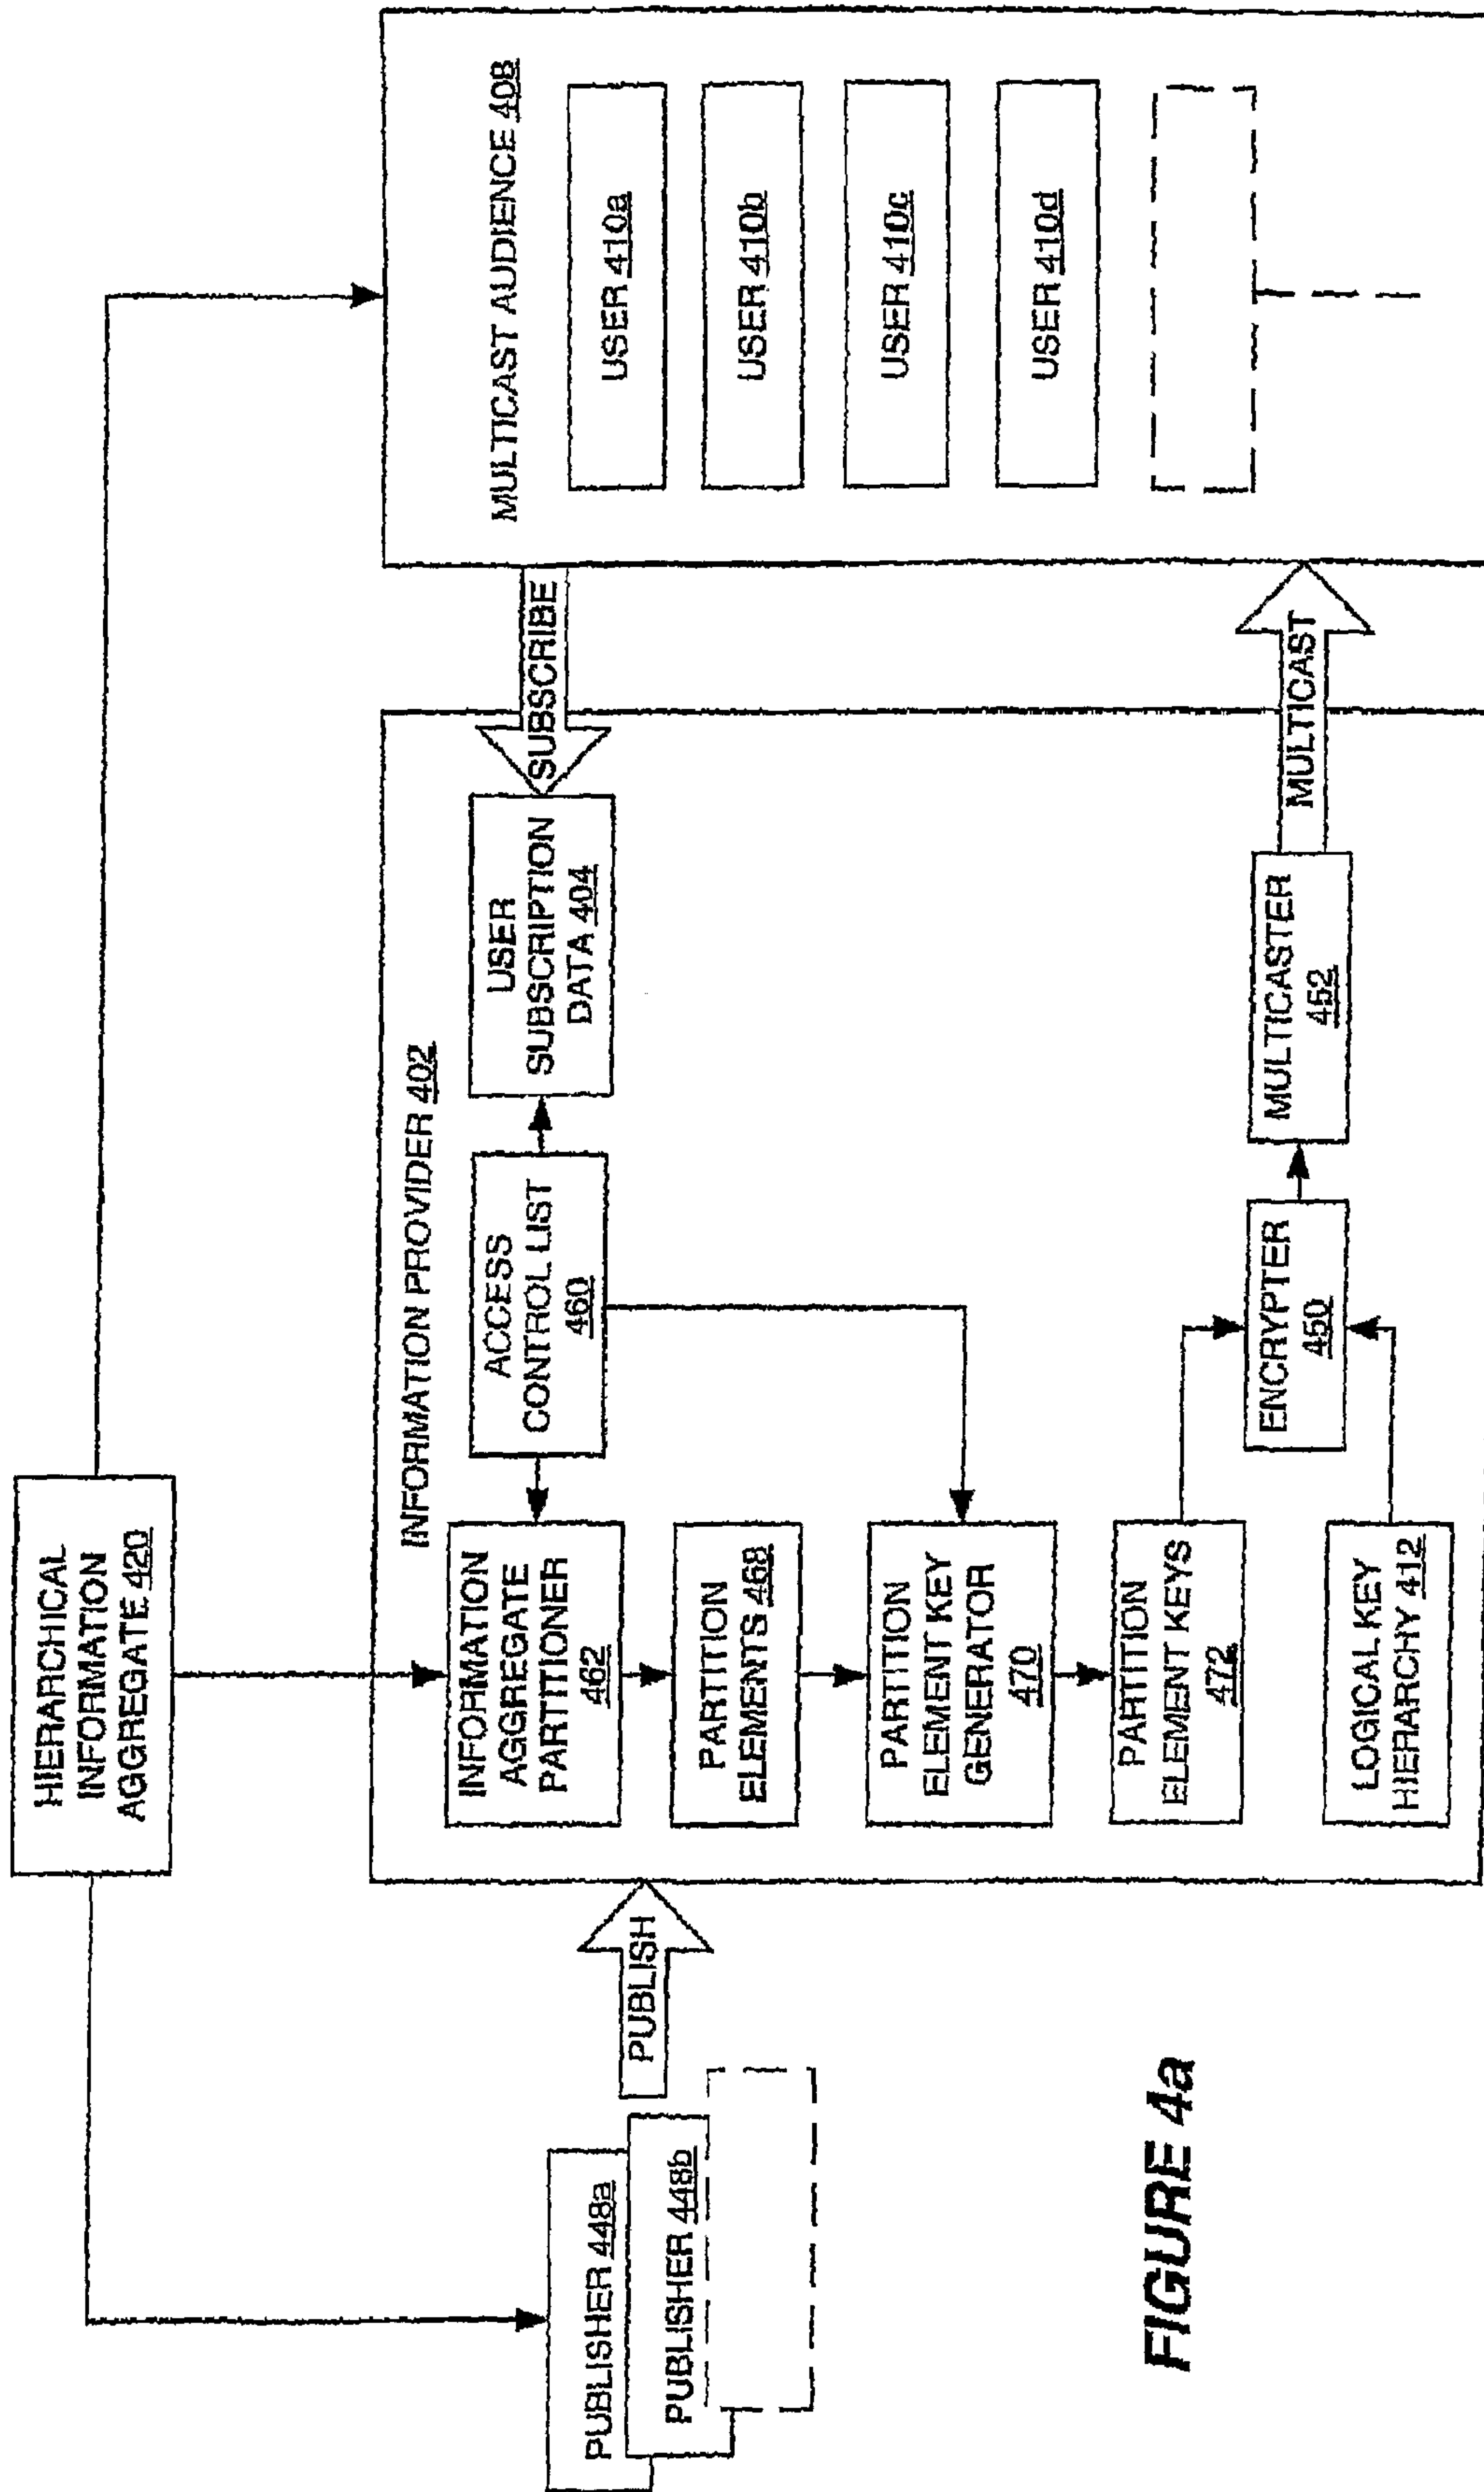 HIERARCHICAL
INFORMATION
AGGREGATE 420
INFORMATION PROVIDER 402
MULTICAST AUDIENCE 408
PUBLISHER 448a
PUBLISHER 448b
PUBLISH
INFORMATION
AGGREGATE
PARTITIONER
462
ACCESS
CONTROL LIST
460
USER
SUBSCRIPTION
DATA 404
SUBSCRIBE
USER 410a
USER 410b
USER 410c
USER 410d
PARTITION
ELEMENTS 468
PARTITION
ELEMENT KEY
GENERATOR
470
PARTITION
ELEMENT KEYS
472
LOGICAL KEY
HIERARCHY 412
ENCRYPTER
450
MULTICASTER
452
MULTICAST
FIGURE 4a